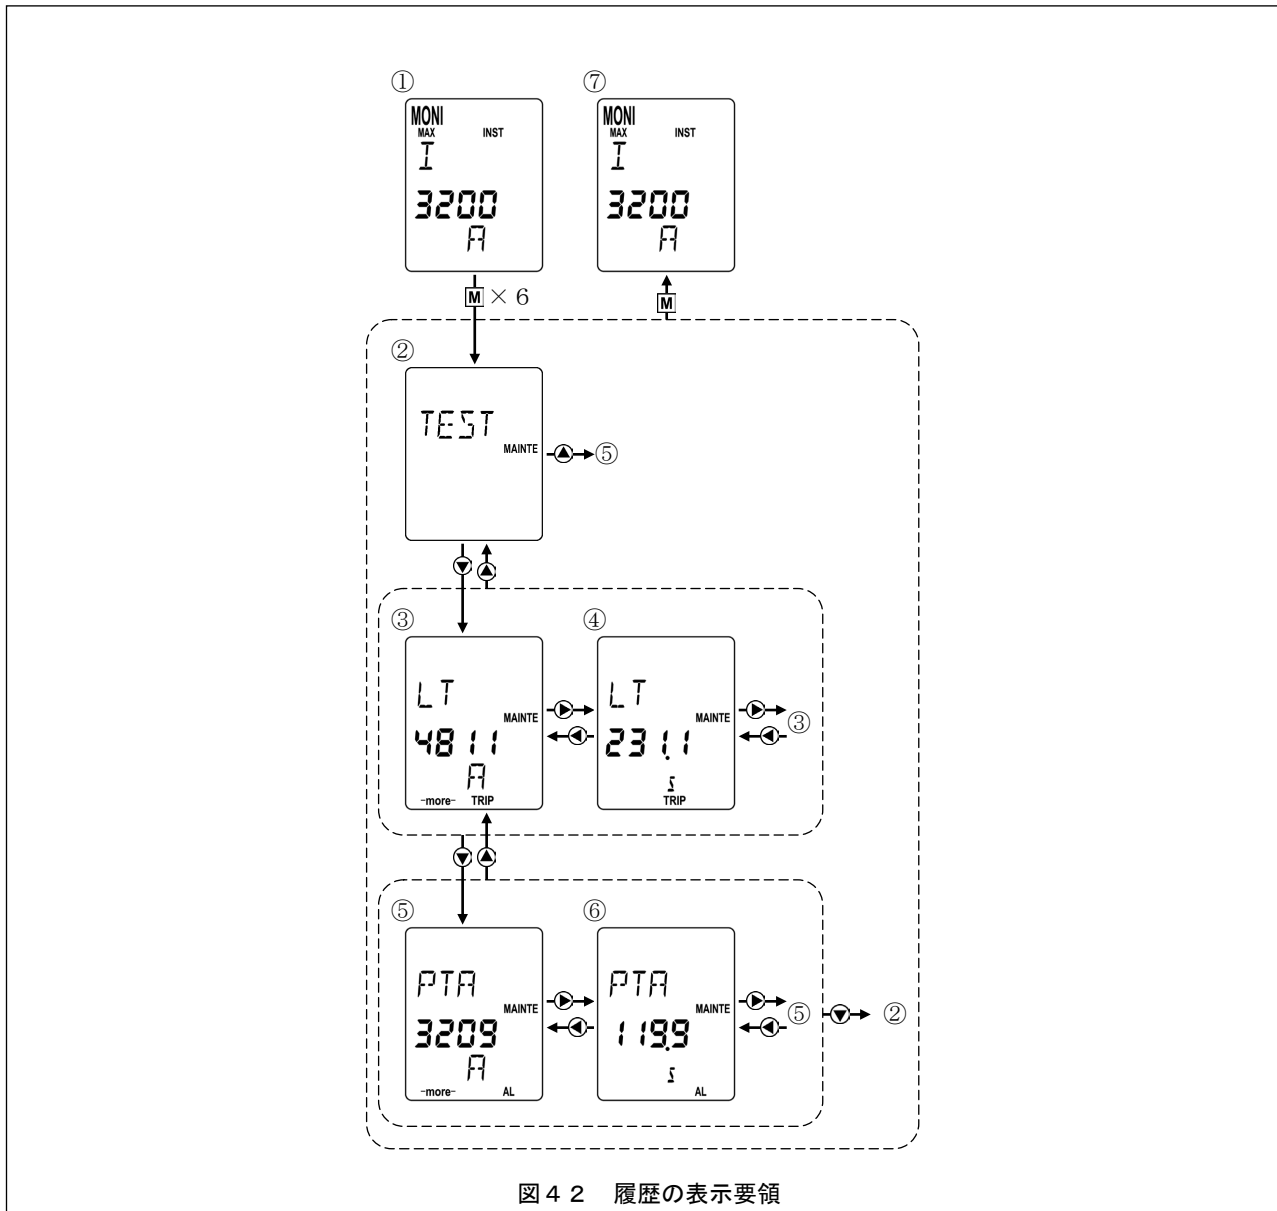 ① ⑦
MONI MONI
MAX INST MAX INST
I I
3200 3200
A A
M × 6 M
②
TEST
MAINTE ⑤
③ ④
LT LT
MAINTE MAINTE ③
4811 231.1
A s
-more- TRIP TRIP
⑤ ⑥
PTA PTA
MAINTE MAINTE ⑤ ②
3209 119.9
A s
-more- AL AL
図42 履歴の表示要領